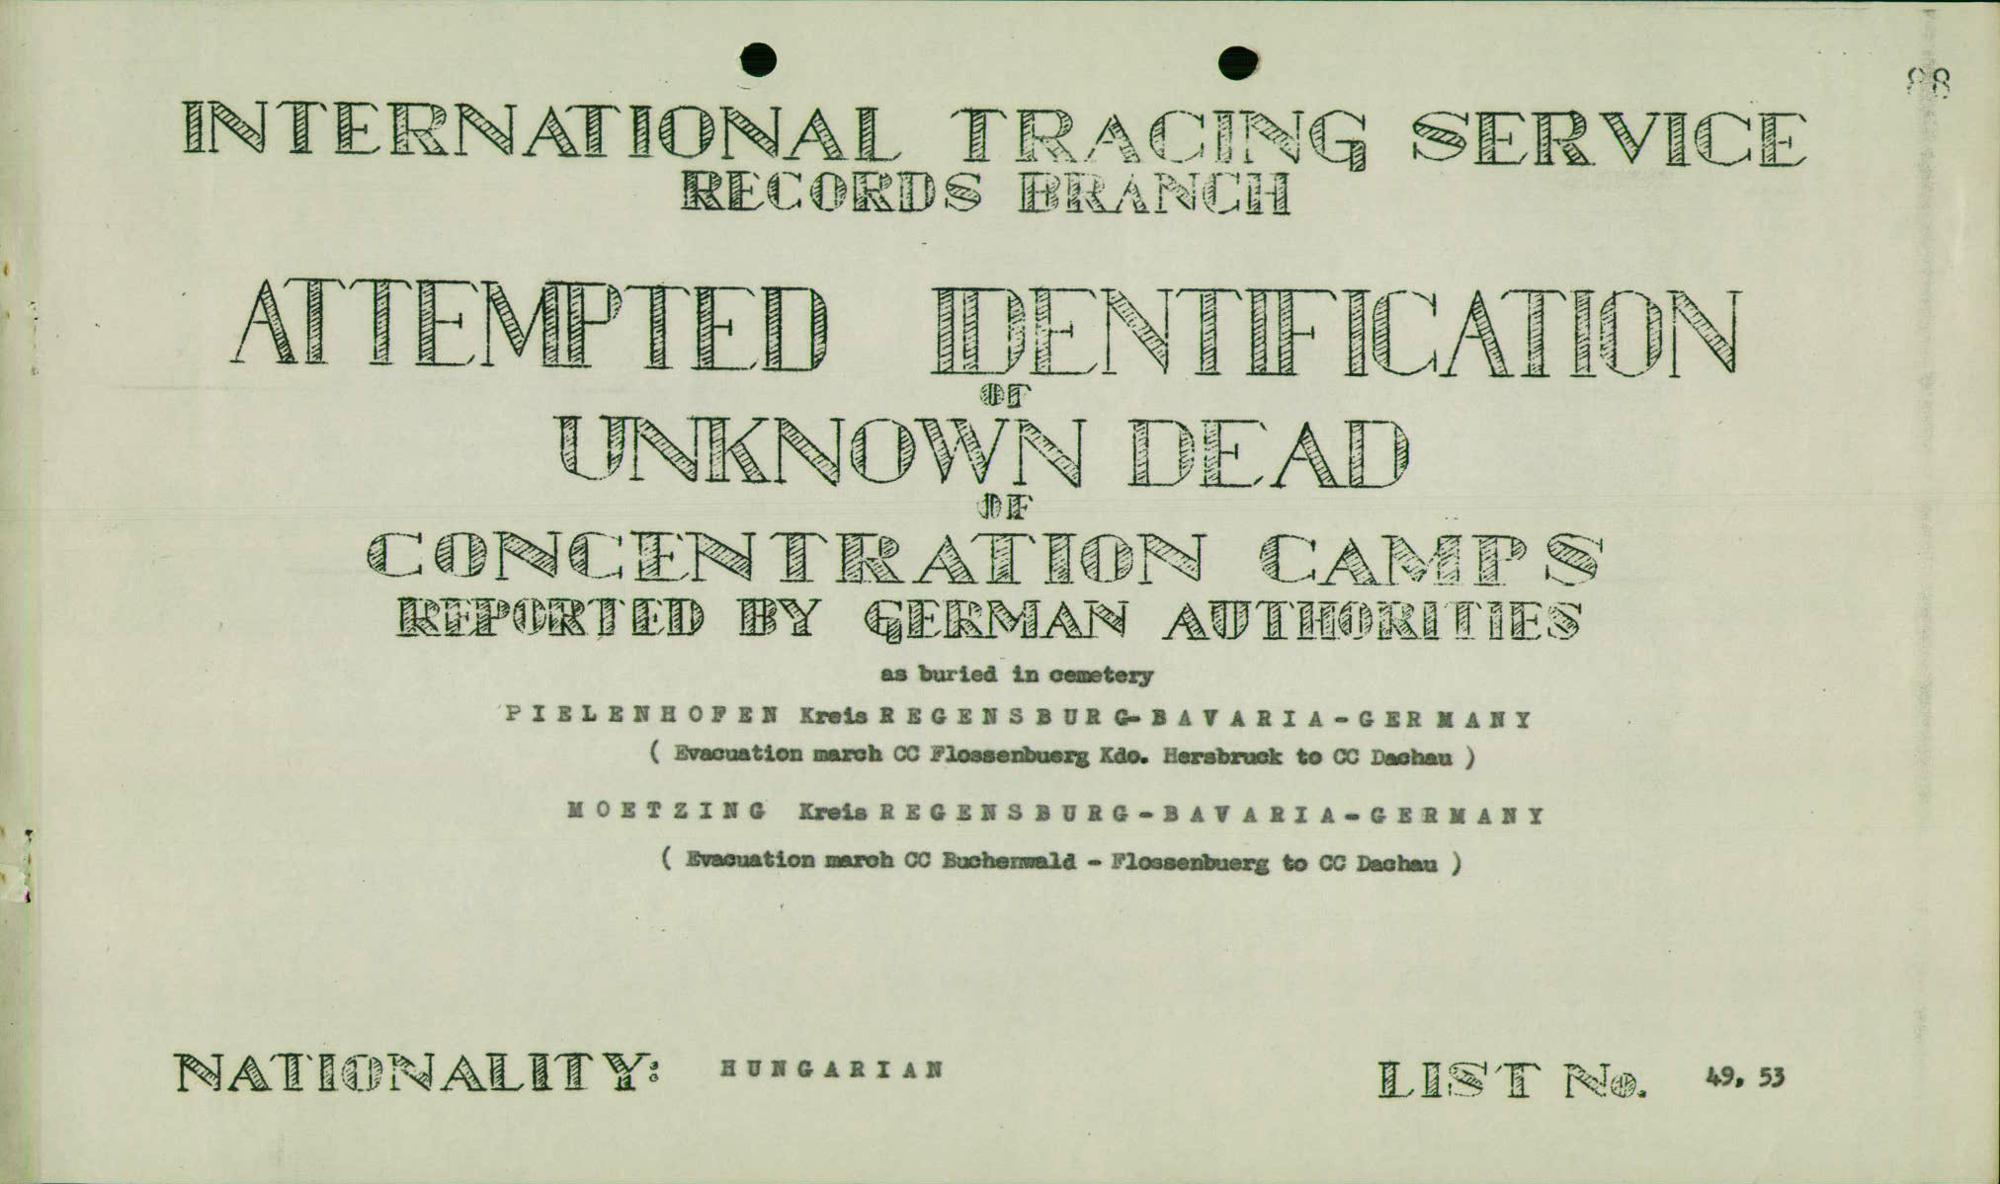 88
INTERNATIONAL TRACING SERVICE
RECORDS BRANCH
ATTEMPTED IDENTIFICATION
OF
UNKNOWN DEAD
OF
CONCENTRATION CAMPS
REPORTED BY GERMAN AUTHORITIES
as buried in cemetery
PIELENHOFEN Kreis REGENSBURG-BAVARIA-GERMANY
( Evacuation march CC Flossenbuerg Kdo. Hersbruck to CC Dachau )
MOETZING Kreis REGENSBURG-BAVARIA-GERMANY
( Evacuation march CC Buchenwald - Flossenbuerg to CC Dachau )
NATIONALITY: HUNGARIAN LIST No. 49, 53